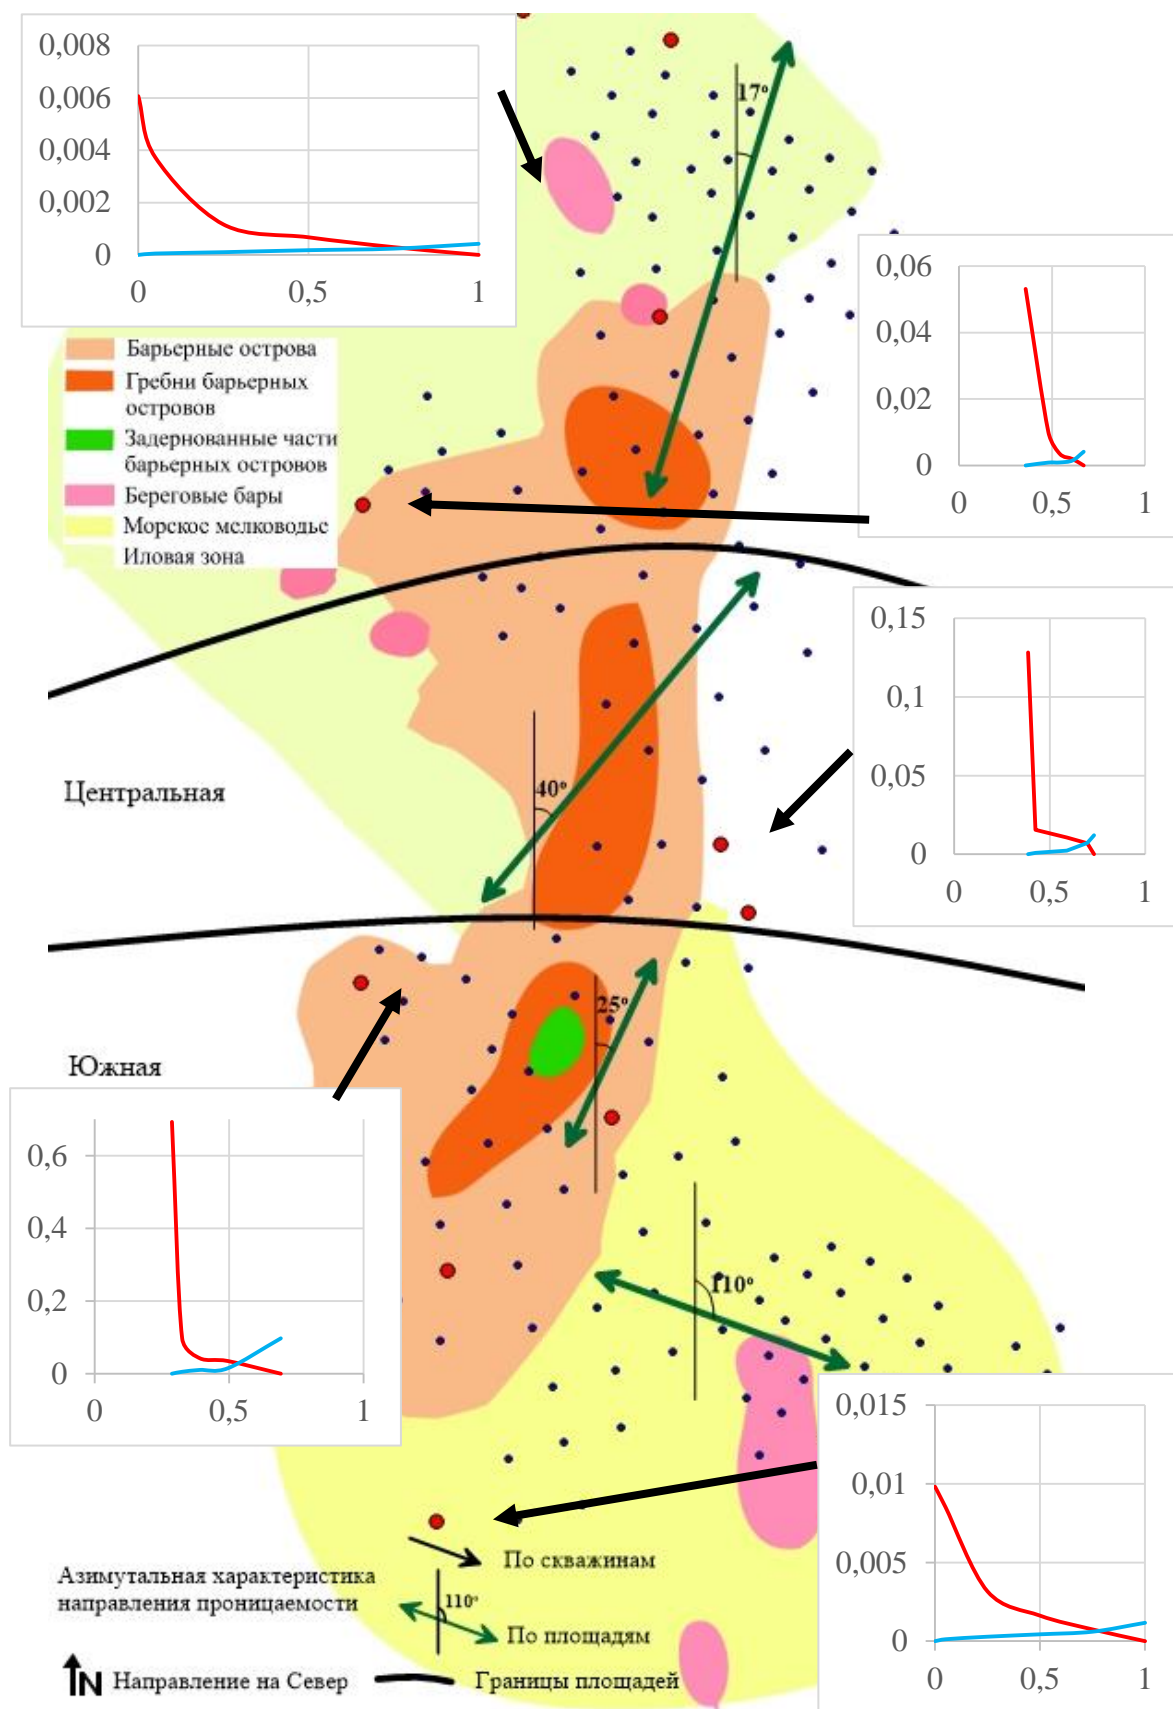 0,008
0,006
0,004
0,002
0
0
0,5
1
17°
0,06
0,04
0,02
0
0
0,5
1
Барьерные острова
Гребни барьерных
островов
Задернованные части
барьерных островов
Береговые бары
Морское мелководье
Иловая зона
0,15
0,1
0,05
0
0
0,5
1
Центральная
40°
25°
Южная
0,6
0,4
0,2
0
0
0,5
1
110°
0,015
0,01
0,005
0
0
0,5
1
По скважинам
Азимутальная характеристика
направления проницаемости
110°
По площадям
N
Направление на Север
Границы площадей